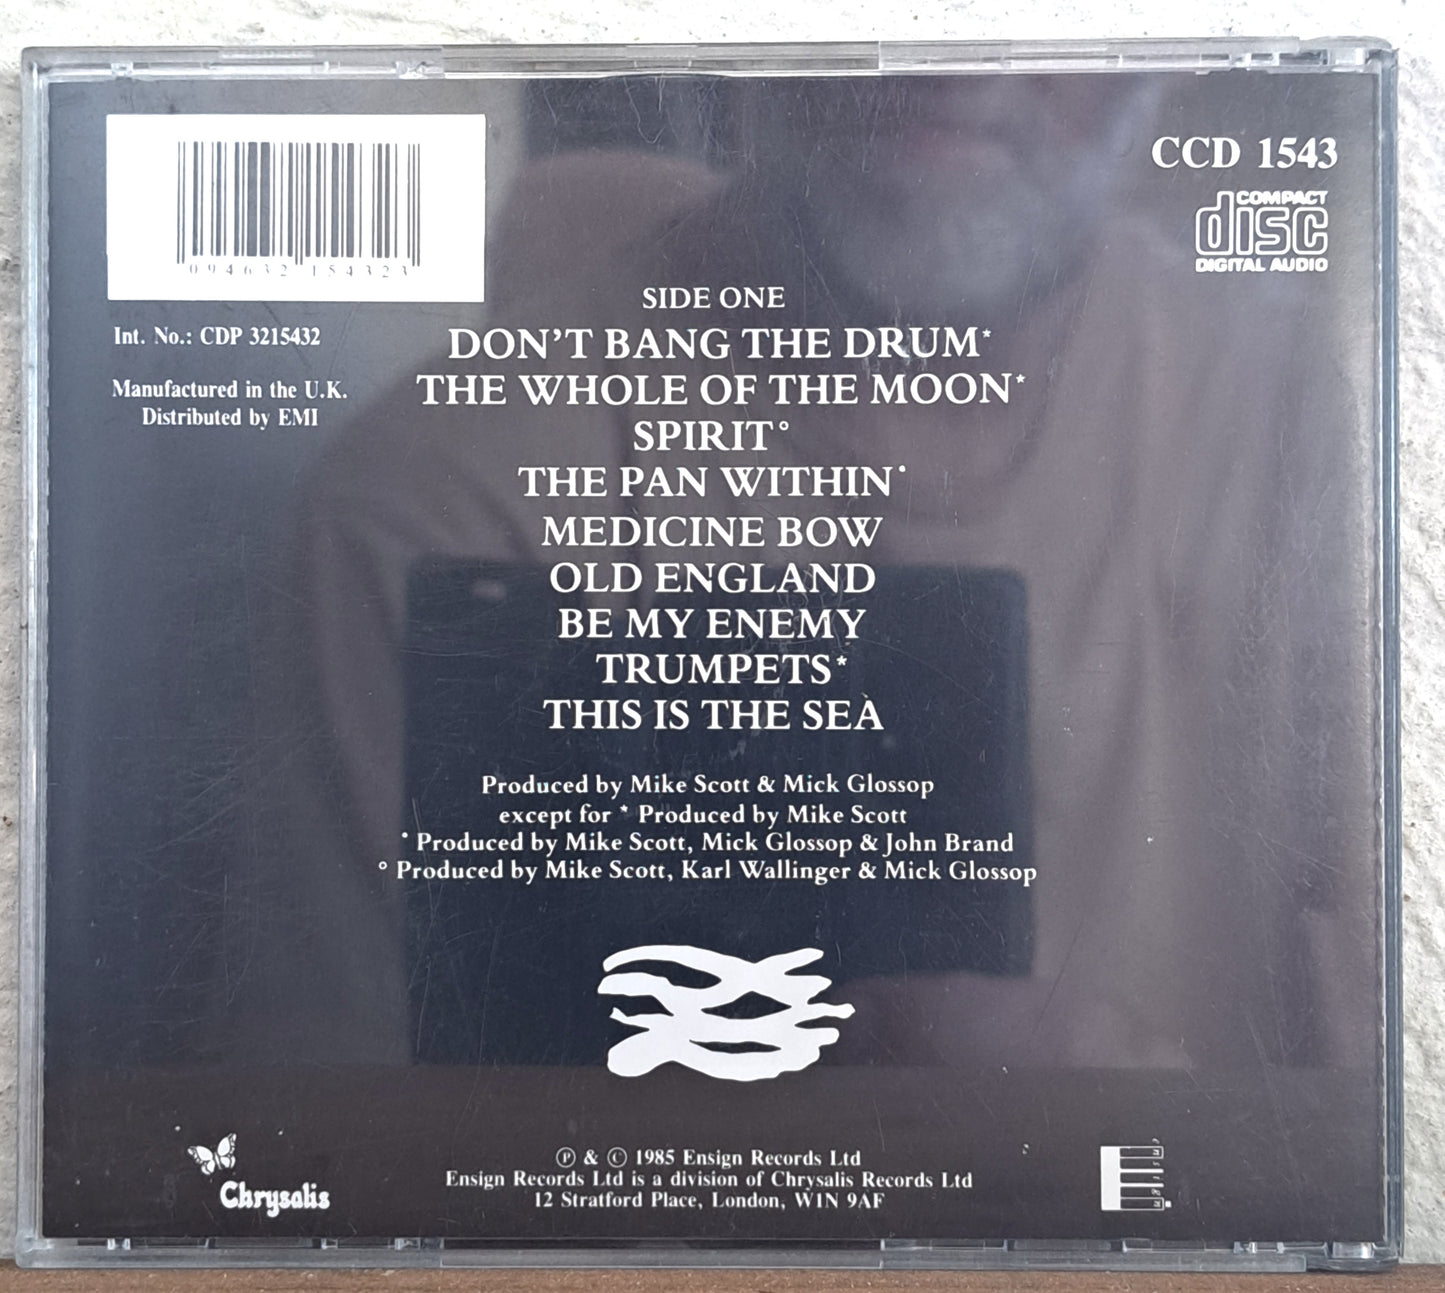 0 94632 15432 3
CCD 1543
COMPACT
disc
DIGITAL AUDIO
Int. No.: CDP 3215432
Manufactured in the U.K.
Distributed by EMI
SIDE ONE
DON'T BANG THE DRUM*
THE WHOLE OF THE MOON*
SPIRIT°
THE PAN WITHIN•
MEDICINE BOW
OLD ENGLAND
BE MY ENEMY
TRUMPETS*
THIS IS THE SEA
Produced by Mike Scott & Mick Glossop
except for * Produced by Mike Scott
• Produced by Mike Scott, Mick Glossop & John Brand
° Produced by Mike Scott, Karl Wallinger & Mick Glossop
Chrysalis
℗ & © 1985 Ensign Records Ltd
Ensign Records Ltd is a division of Chrysalis Records Ltd
12 Stratford Place, London, W1N 9AF